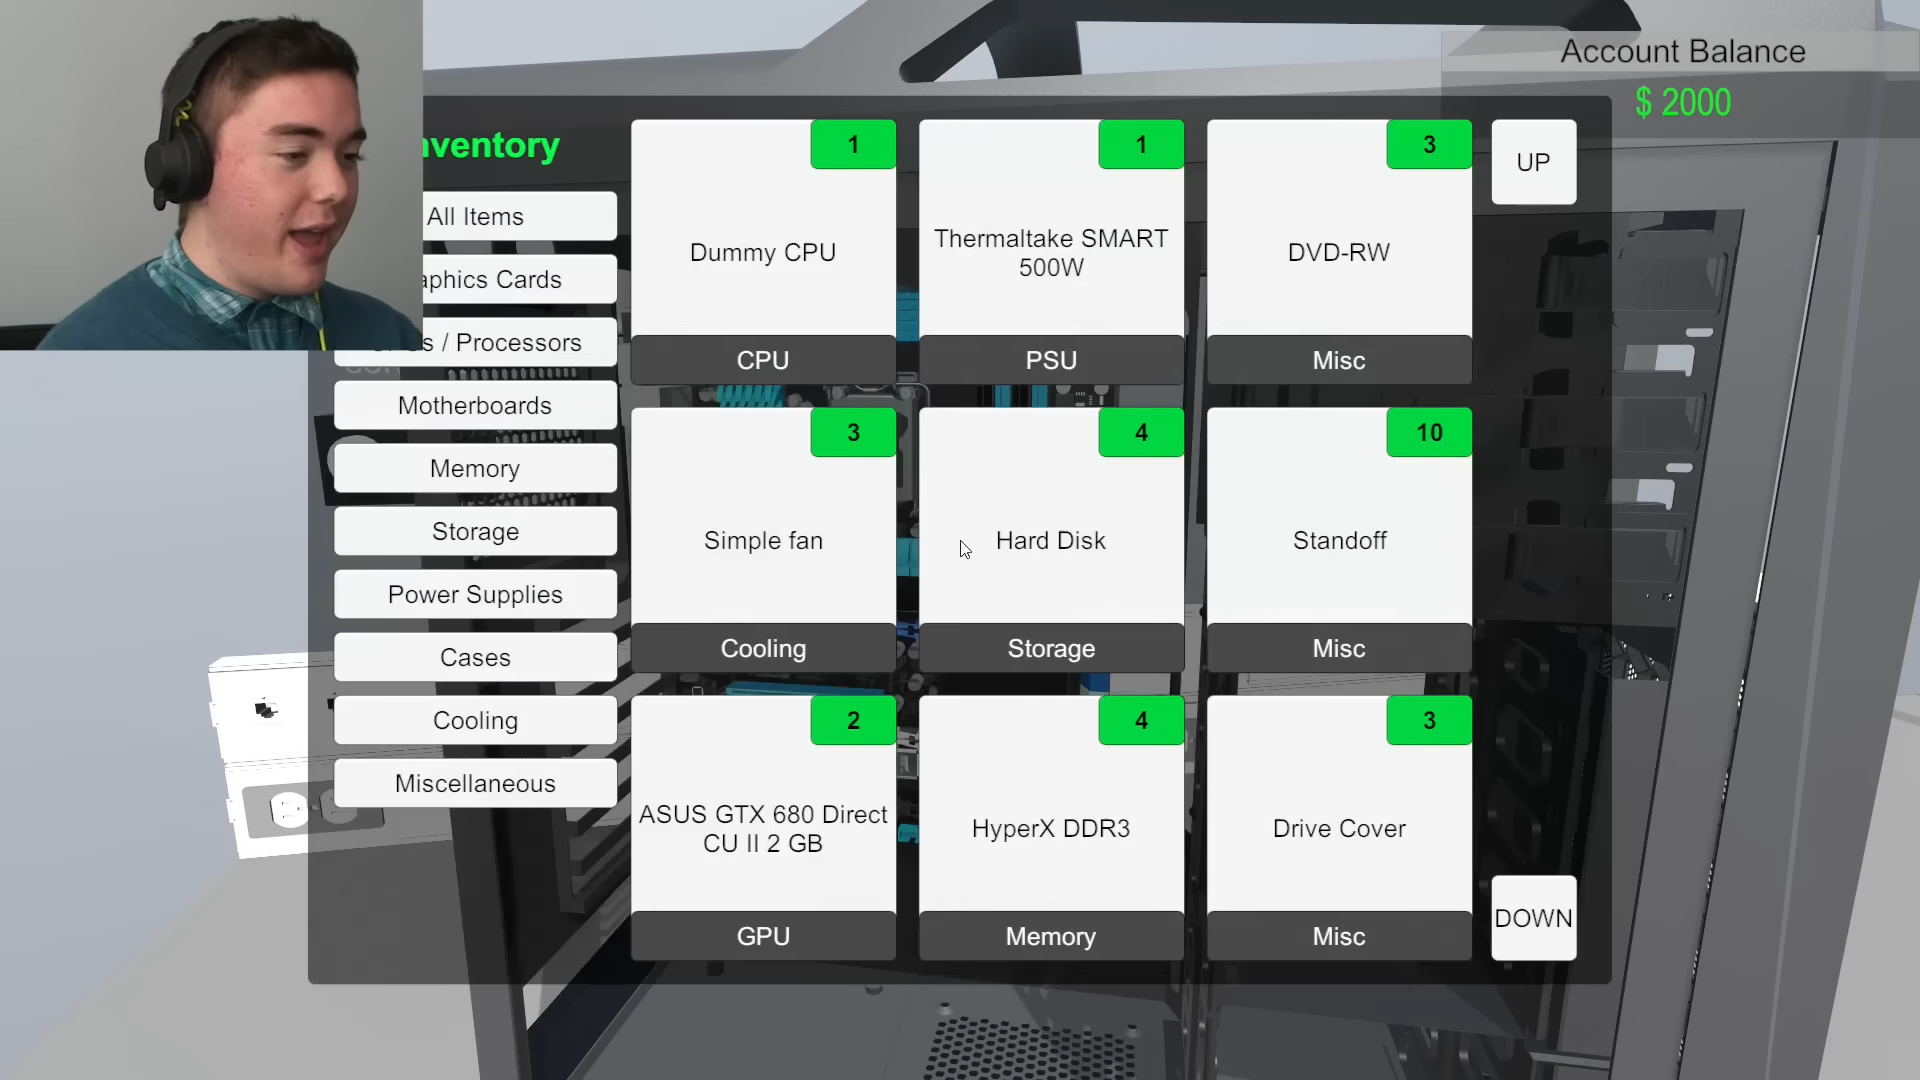 Account Balance
$ 2000
nventory
All Items
aphics Cards
s / Processors
Motherboards
Memory
Storage
Power Supplies
Cases
Cooling
Miscellaneous
1
Dummy CPU
CPU
1
Thermaltake SMART
500W
PSU
3
DVD-RW
Misc
3
Simple fan
Cooling
4
Hard Disk
Storage
10
Standoff
Misc
2
ASUS GTX 680 Direct
CU II 2 GB
GPU
4
HyperX DDR3
Memory
3
Drive Cover
Misc
UP
DOWN